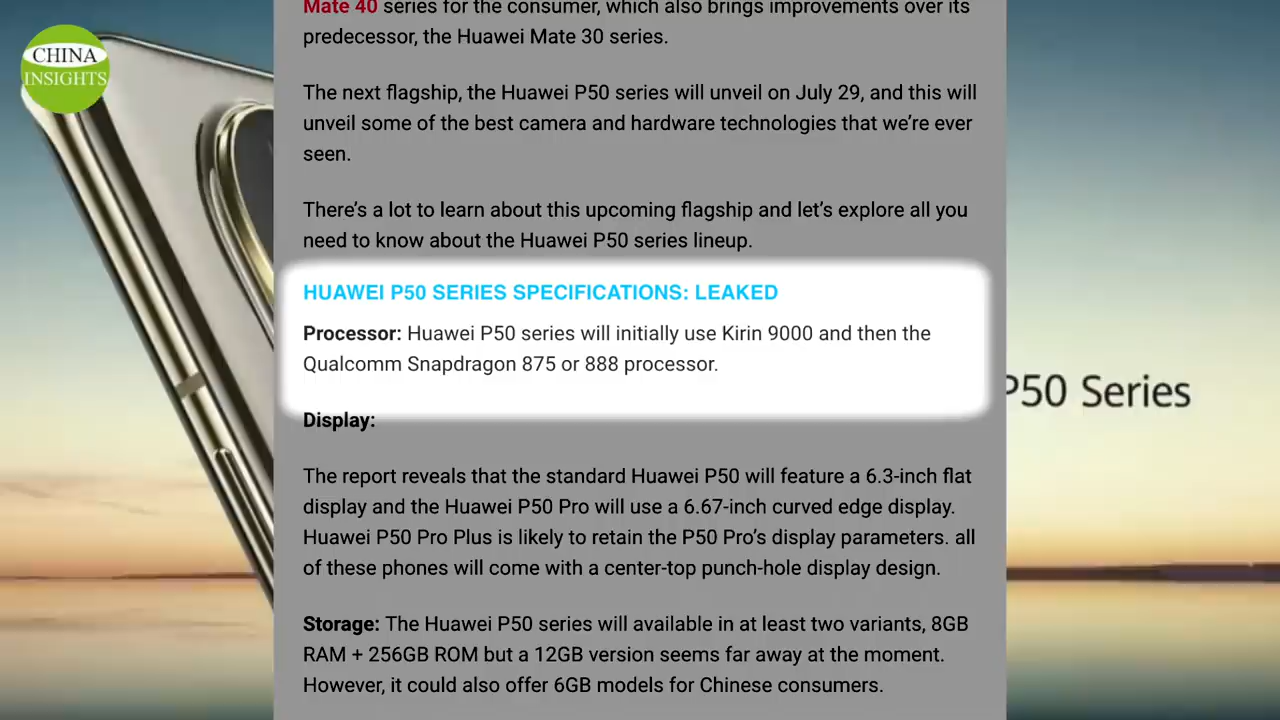 CHINA
INSIGHTS
Mate 40 series for the consumer, which also brings improvements over its
predecessor, the Huawei Mate 30 series.
The next flagship, the Huawei P50 series will unveil on July 29, and this will
unveil some of the best camera and hardware technologies that we’re ever
seen.
There’s a lot to learn about this upcoming flagship and let’s explore all you
need to know about the Huawei P50 series lineup.
HUAWEI P50 SERIES SPECIFICATIONS: LEAKED
Processor: Huawei P50 series will initially use Kirin 9000 and then the
Qualcomm Snapdragon 875 or 888 processor.
Display:
The report reveals that the standard Huawei P50 will feature a 6.3-inch flat
display and the Huawei P50 Pro will use a 6.67-inch curved edge display.
Huawei P50 Pro Plus is likely to retain the P50 Pro’s display parameters. all
of these phones will come with a center-top punch-hole display design.
Storage: The Huawei P50 series will available in at least two variants, 8GB
RAM + 256GB ROM but a 12GB version seems far away at the moment.
However, it could also offer 6GB models for Chinese consumers.
P50 Series